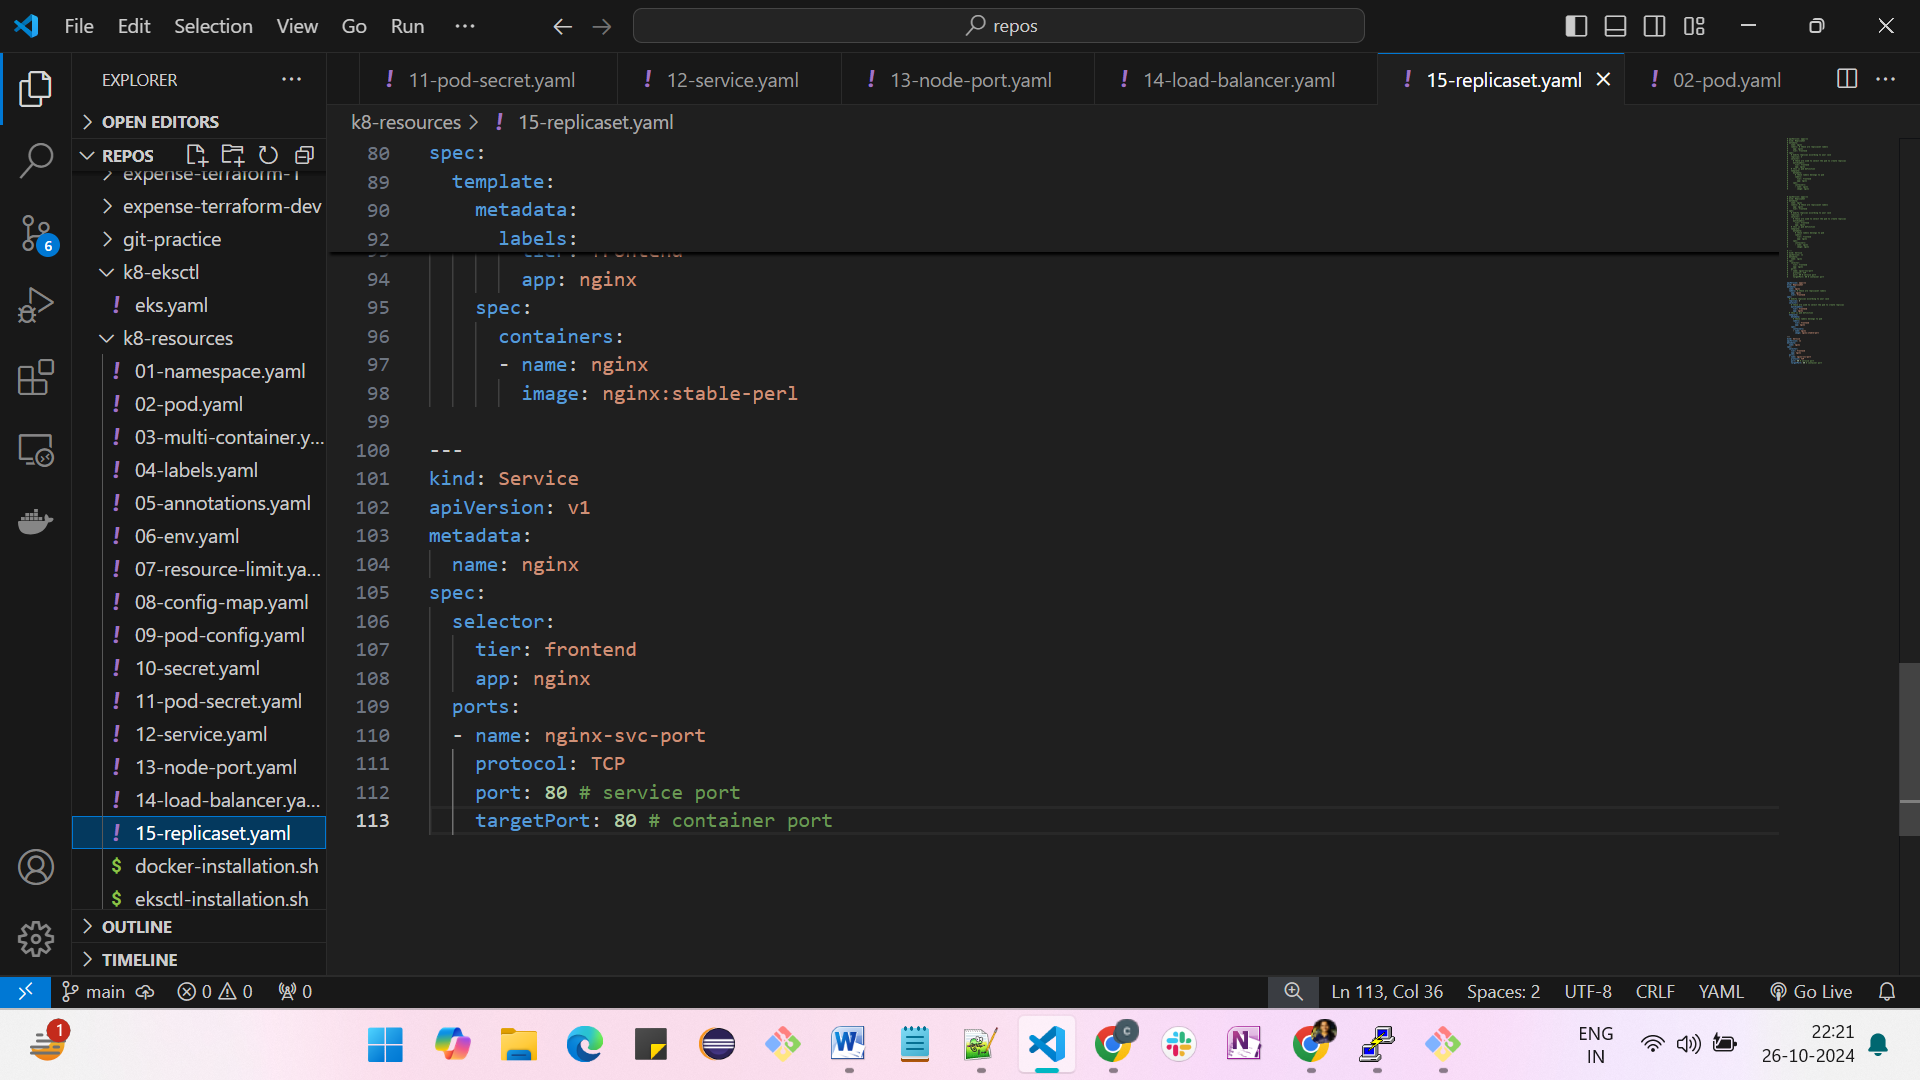 File Edit Selection View Go Run ···
repos
EXPLORER ···
OPEN EDITORS
REPOS
expense-terraform-1
expense-terraform-dev
git-practice
k8-eksctl
! eks.yaml
k8-resources
! 01-namespace.yaml
! 02-pod.yaml
! 03-multi-container.y...
! 04-labels.yaml
! 05-annotations.yaml
! 06-env.yaml
! 07-resource-limit.ya...
! 08-config-map.yaml
! 09-pod-config.yaml
! 10-secret.yaml
! 11-pod-secret.yaml
! 12-service.yaml
! 13-node-port.yaml
! 14-load-balancer.ya...
! 15-replicaset.yaml
$ docker-installation.sh
$ eksctl-installation.sh
OUTLINE
TIMELINE
6
! 11-pod-secret.yaml ! 12-service.yaml ! 13-node-port.yaml ! 14-load-balancer.yaml ! 15-replicaset.yaml ! 02-pod.yaml ···
k8-resources > ! 15-replicaset.yaml
80 spec:
89 template:
90 metadata:
92 labels:
93 tier: frontend
94 app: nginx
95 spec:
96 containers:
97 - name: nginx
98 image: nginx:stable-perl
99
100 ---
101 kind: Service
102 apiVersion: v1
103 metadata:
104 name: nginx
105 spec:
106 selector:
107 tier: frontend
108 app: nginx
109 ports:
110 - name: nginx-svc-port
111 protocol: TCP
112 port: 80 # service port
113 targetPort: 80 # container port
main 0 0 0 Ln 113, Col 36 Spaces: 2 UTF-8 CRLF YAML Go Live
1
W
C
N
ENG
IN
22:21
26-10-2024